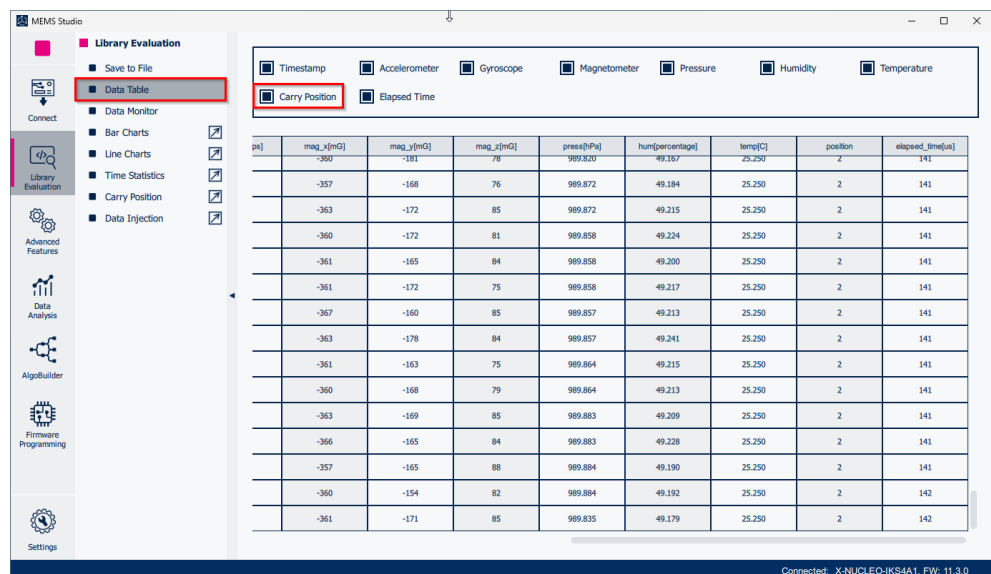 MEMS Studio
Connect
Library
Evaluation
Advanced
Features
Data
Analysis
AlgoBuilder
Firmware
Programming
Settings
Library Evaluation
Save to File
Data Table
Data Monitor
Bar Charts
Line Charts
Time Statistics
Carry Position
Data Injection
Timestamp Accelerometer Gyroscope Magnetometer Pressure Humidity Temperature
Carry Position Elapsed Time
ps] mag_x[mG] mag_y[mG] mag_z[mG] press[hPa] hum[percentage] temp[C] position elapsed_time[us]
-360 -181 78 989.820 49.167 25.250 2 141
-357 -168 76 989.872 49.184 25.250 2 141
-363 -172 85 989.872 49.215 25.250 2 141
-360 -172 81 989.858 49.224 25.250 2 141
-361 -165 84 989.858 49.200 25.250 2 141
-361 -172 75 989.858 49.217 25.250 2 141
-367 -160 85 989.857 49.213 25.250 2 141
-363 -178 84 989.857 49.241 25.250 2 141
-361 -163 75 989.864 49.215 25.250 2 141
-360 -168 79 989.864 49.213 25.250 2 141
-363 -169 85 989.883 49.209 25.250 2 141
-366 -165 84 989.883 49.228 25.250 2 141
-357 -165 88 989.884 49.190 25.250 2 141
-360 -154 82 989.884 49.192 25.250 2 142
-361 -171 85 989.835 49.179 25.250 2 142
Connected: X-NUCLEO-IKS4A1, FW: 11.3.0